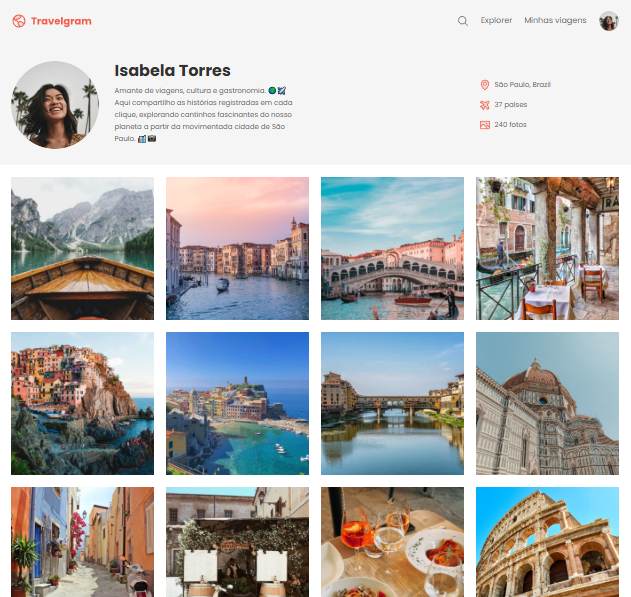 Travelgram
Explorer
Minhas viagens
Isabela Torres
Amante de viagens, cultura e gastronomia. 🌍✈️
Aqui compartilho as histórias registradas em cada
clique, explorando cantinhos fascinantes do nosso
planeta a partir da movimentada cidade de São
Paulo. 🏙️📷
São Paulo, Brazil
37 países
240 fotos
RA